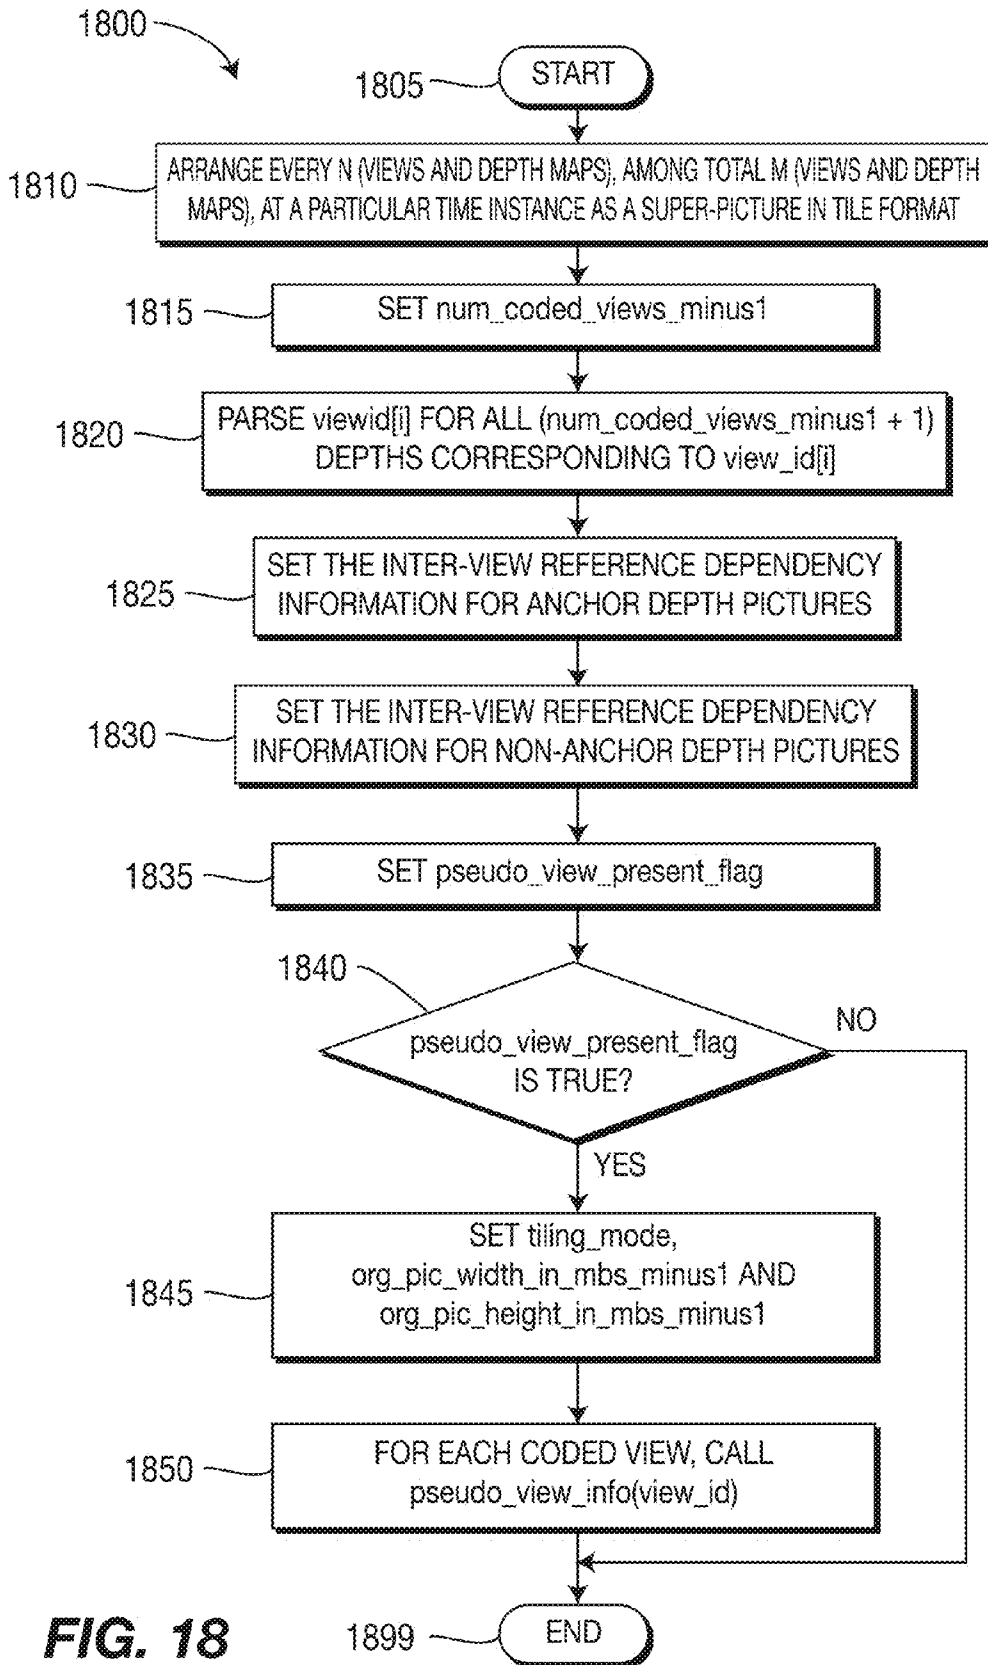 1800
1805
START
1810
ARRANGE EVERY N (VIEWS AND DEPTH MAPS), AMONG TOTAL M (VIEWS AND DEPTH
MAPS), AT A PARTICULAR TIME INSTANCE AS A SUPER-PICTURE IN TILE FORMAT
1815
SET num_coded_views_minus1
1820
PARSE viewid[i] FOR ALL (num_coded_views_minus1 + 1)
DEPTHS CORRESPONDING TO view_id[i]
1825
SET THE INTER-VIEW REFERENCE DEPENDENCY
INFORMATION FOR ANCHOR DEPTH PICTURES
1830
SET THE INTER-VIEW REFERENCE DEPENDENCY
INFORMATION FOR NON-ANCHOR DEPTH PICTURES
1835
SET pseudo_view_present_flag
1840
pseudo_view_present_flag
IS TRUE?
NO
YES
1845
SET tiling_mode,
org_pic_width_in_mbs_minus1 AND
org_pic_height_in_mbs_minus1
1850
FOR EACH CODED VIEW, CALL
pseudo_view_info(view_id)
FIG. 18
1899
END